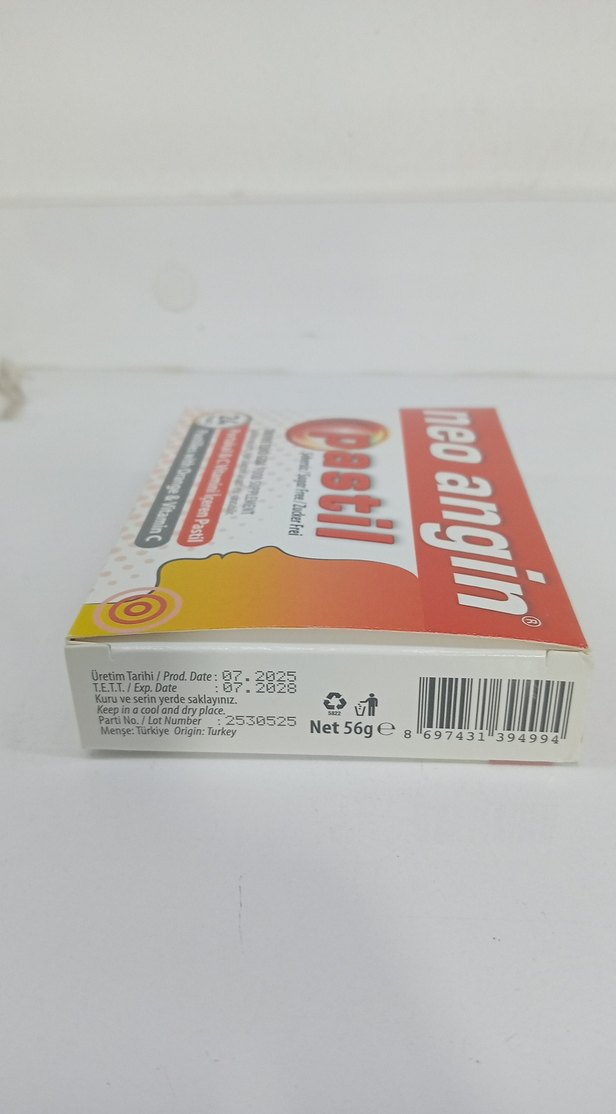 neo angin®
Pastil
Şekersiz / Sugar Free / Zucker Frei
24
Portakal & C Vitamini İçeren Pastil
Pastilles with Orange & Vitamin C
Üretim Tarihi / Prod. Date : 07.2025
T.E.T.T. / Exp. Date : 07.2028
Kuru ve serin yerde saklayınız.
Keep in a cool and dry place.
Parti No. / Lot Number : 2530525
Menşe: Türkiye Origin: Turkey
5822
Net 56g ℮
8 697431 394994